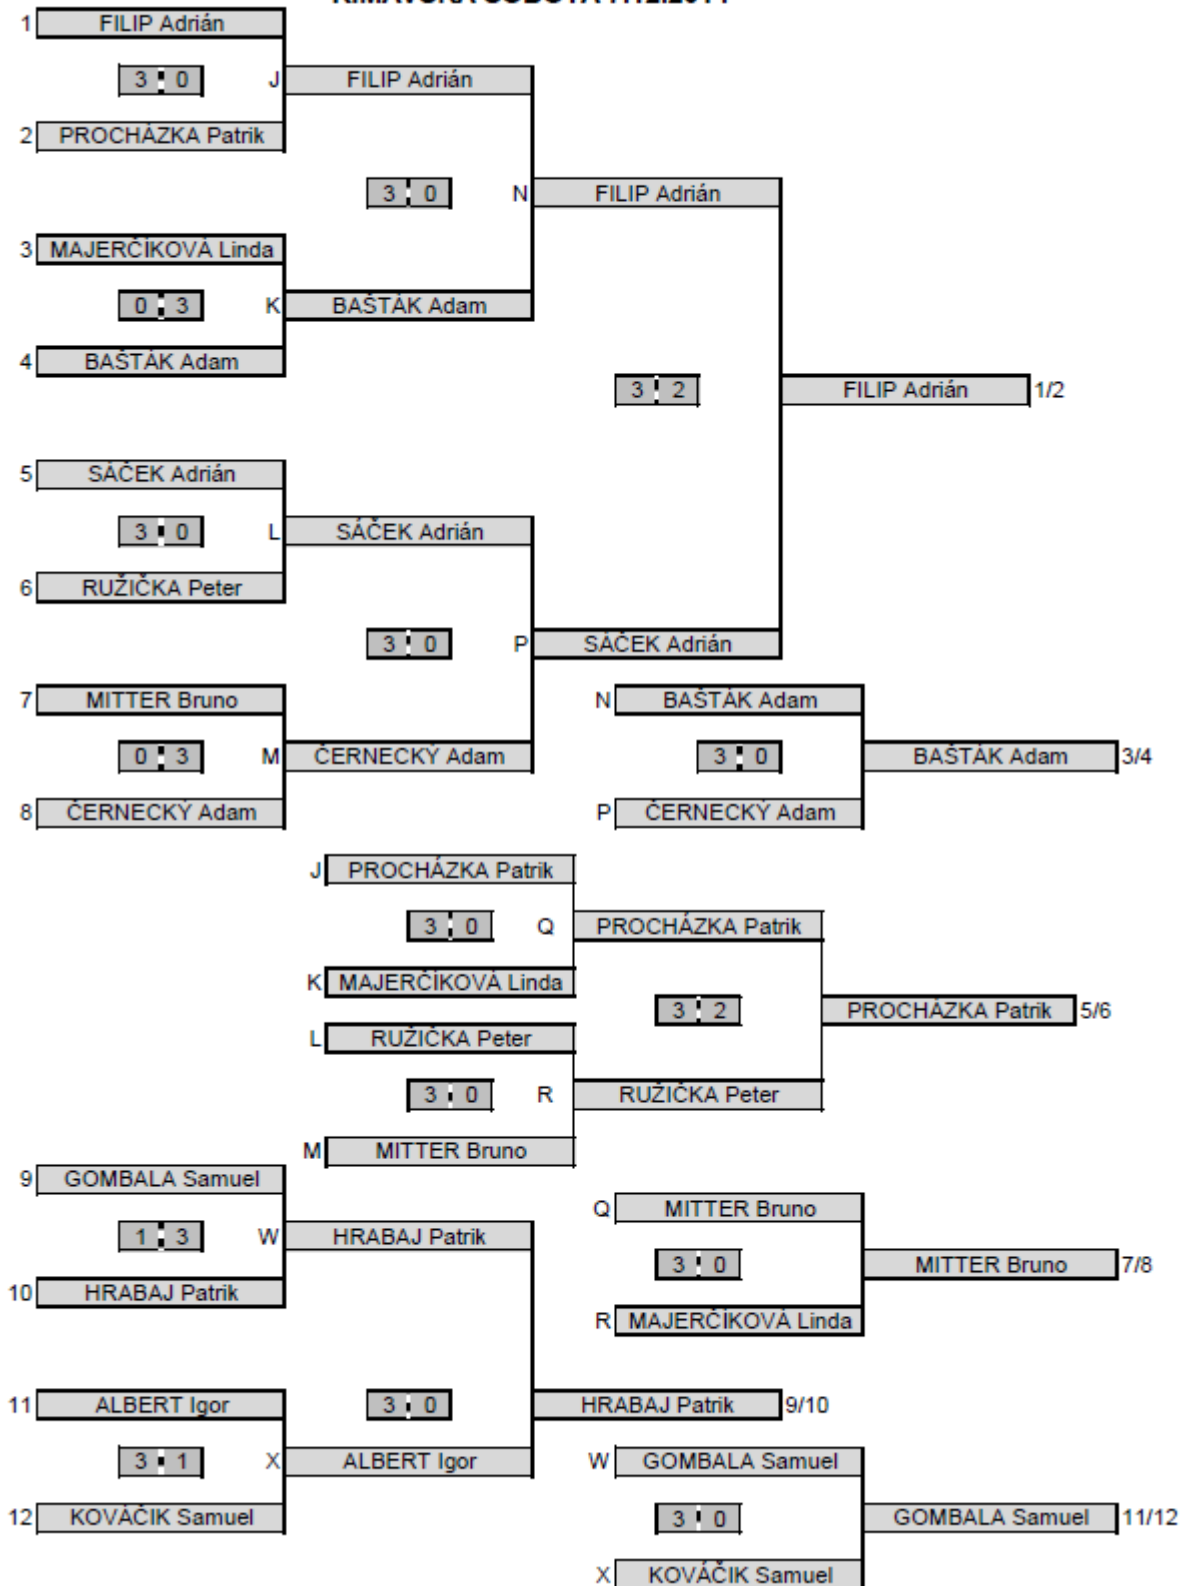 1 FILIP Adrián
3 : 0 J FILIP Adrián
2 PROCHÁZKA Patrik
3 : 0 N FILIP Adrián
3 MAJERČÍKOVÁ Linda
0 : 3 K BAŠTÁK Adam
4 BAŠTÁK Adam
3 : 2 FILIP Adrián 1/2
5 SÁČEK Adrián
3 : 0 L SÁČEK Adrián
6 RUŽIČKA Peter
3 : 0 P SÁČEK Adrián
7 MITTER Bruno N BAŠTÁK Adam
0 : 3 M ČERNECKÝ Adam 3 : 0 BAŠTÁK Adam 3/4
8 ČERNECKÝ Adam P ČERNECKÝ Adam
J PROCHÁZKA Patrik
3 : 0 Q PROCHÁZKA Patrik
K MAJERČÍKOVÁ Linda
3 : 2 PROCHÁZKA Patrik 5/6
L RUŽIČKA Peter
3 : 0 R RUŽIČKA Peter
M MITTER Bruno
9 GOMBALA Samuel
Q MITTER Bruno
1 : 3 W HRABAJ Patrik
3 : 0 MITTER Bruno 7/8
10 HRABAJ Patrik
R MAJERČÍKOVÁ Linda
11 ALBERT Igor 3 : 0 HRABAJ Patrik 9/10
3 : 1 X ALBERT Igor W GOMBALA Samuel
12 KOVÁČIK Samuel 3 : 0 GOMBALA Samuel 11/12
X KOVÁČIK Samuel